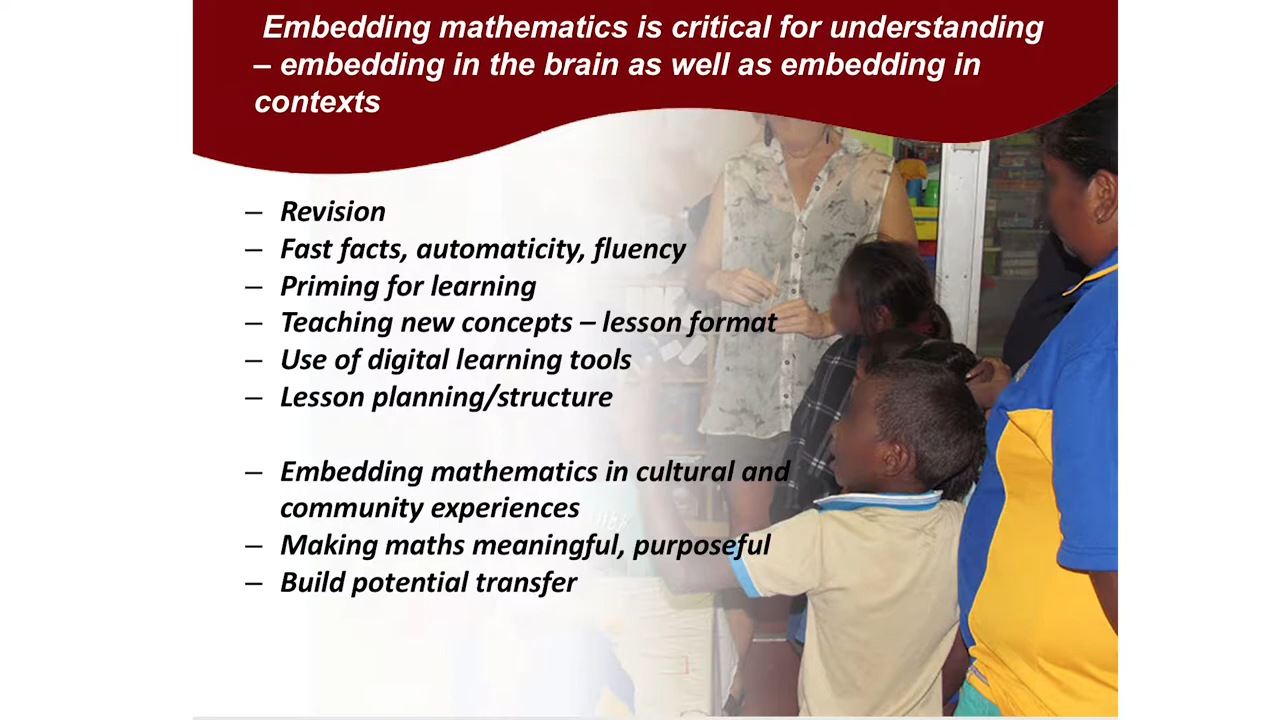 Embedding mathematics is critical for understanding
– embedding in the brain as well as embedding in
contexts
– Revision
– Fast facts, automaticity, fluency
– Priming for learning
– Teaching new concepts – lesson format
– Use of digital learning tools
– Lesson planning/structure
– Embedding mathematics in cultural and
community experiences
– Making maths meaningful, purposeful
– Build potential transfer